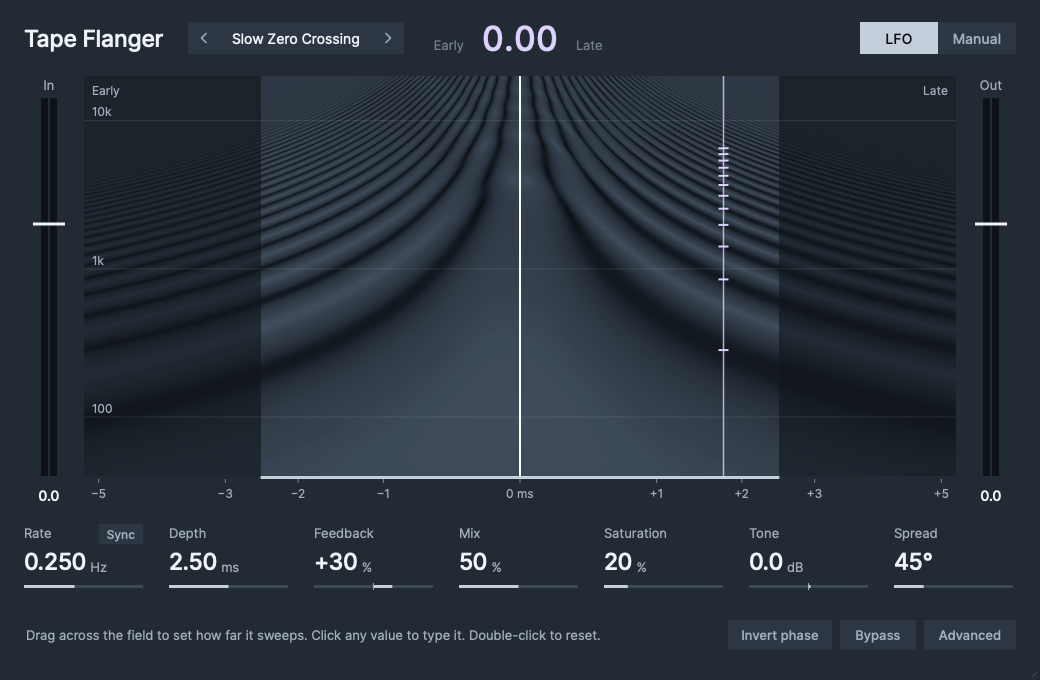 Tape Flanger
Slow Zero Crossing
Early 0.00 Late
LFO Manual
In
Out
Early
Late
10k
1k
100
0.0
−5 −3 −2 −1 0 ms +1 +2 +3 +5
0.0
Rate Sync Depth Feedback Mix Saturation Tone Spread
0.250 Hz 2.50 ms +30 % 50 % 20 % 0.0 dB 45°
Drag across the field to set how far it sweeps. Click any value to type it. Double-click to reset.
Invert phase Bypass Advanced